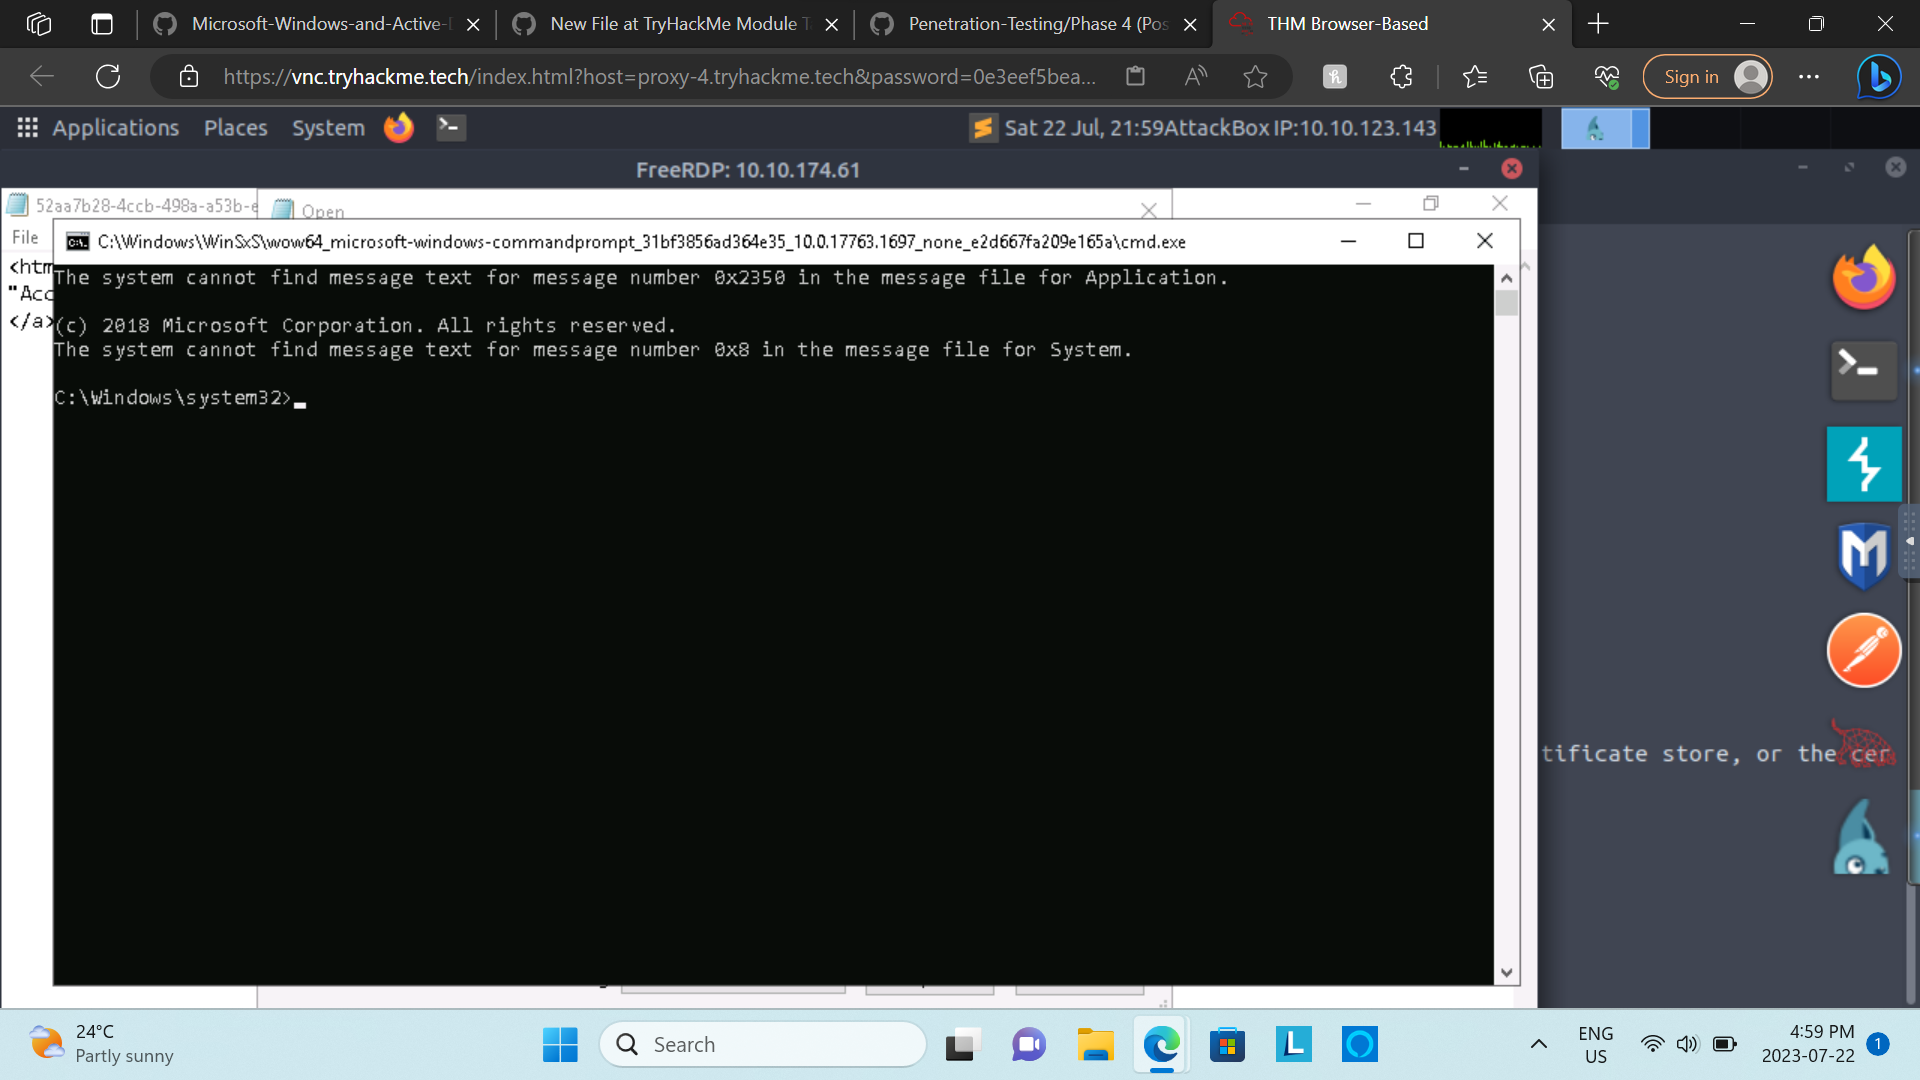 Microsoft-Windows-and-Active-
New File at TryHackMe Module T
Penetration-Testing/Phase 4 (Pos
THM Browser-Based
https://vnc.tryhackme.tech/index.html?host=proxy-4.tryhackme.tech&password=0e3eef5bea...
Sign in
Applications Places System
Sat 22 Jul, 21:59 AttackBox IP:10.10.123.143
FreeRDP: 10.10.174.61
52aa7b28-4ccb-498a-a53b-e
Open
File
C:\Windows\WinSxS\wow64_microsoft-windows-commandprompt_31bf3856ad364e35_10.0.17763.1697_none_e2d667fa209e165a\cmd.exe
<htm
"Acc
</a>
The system cannot find message text for message number 0x2350 in the message file for Application.
(c) 2018 Microsoft Corporation. All rights reserved.
The system cannot find message text for message number 0x8 in the message file for System.
C:\Windows\system32>
tificate store, or the cer
24°C
Partly sunny
Search
ENG
US
4:59 PM
2023-07-22
1